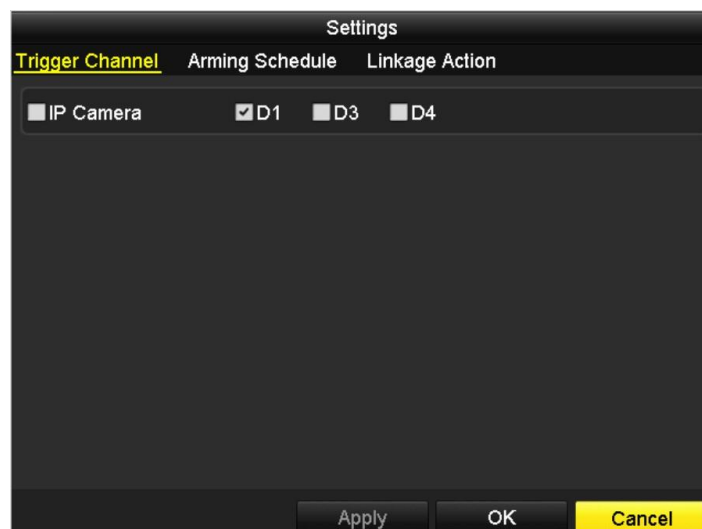 Settings
Trigger Channel Arming Schedule Linkage Action
IP Camera D1 D3 D4
Apply OK Cancel